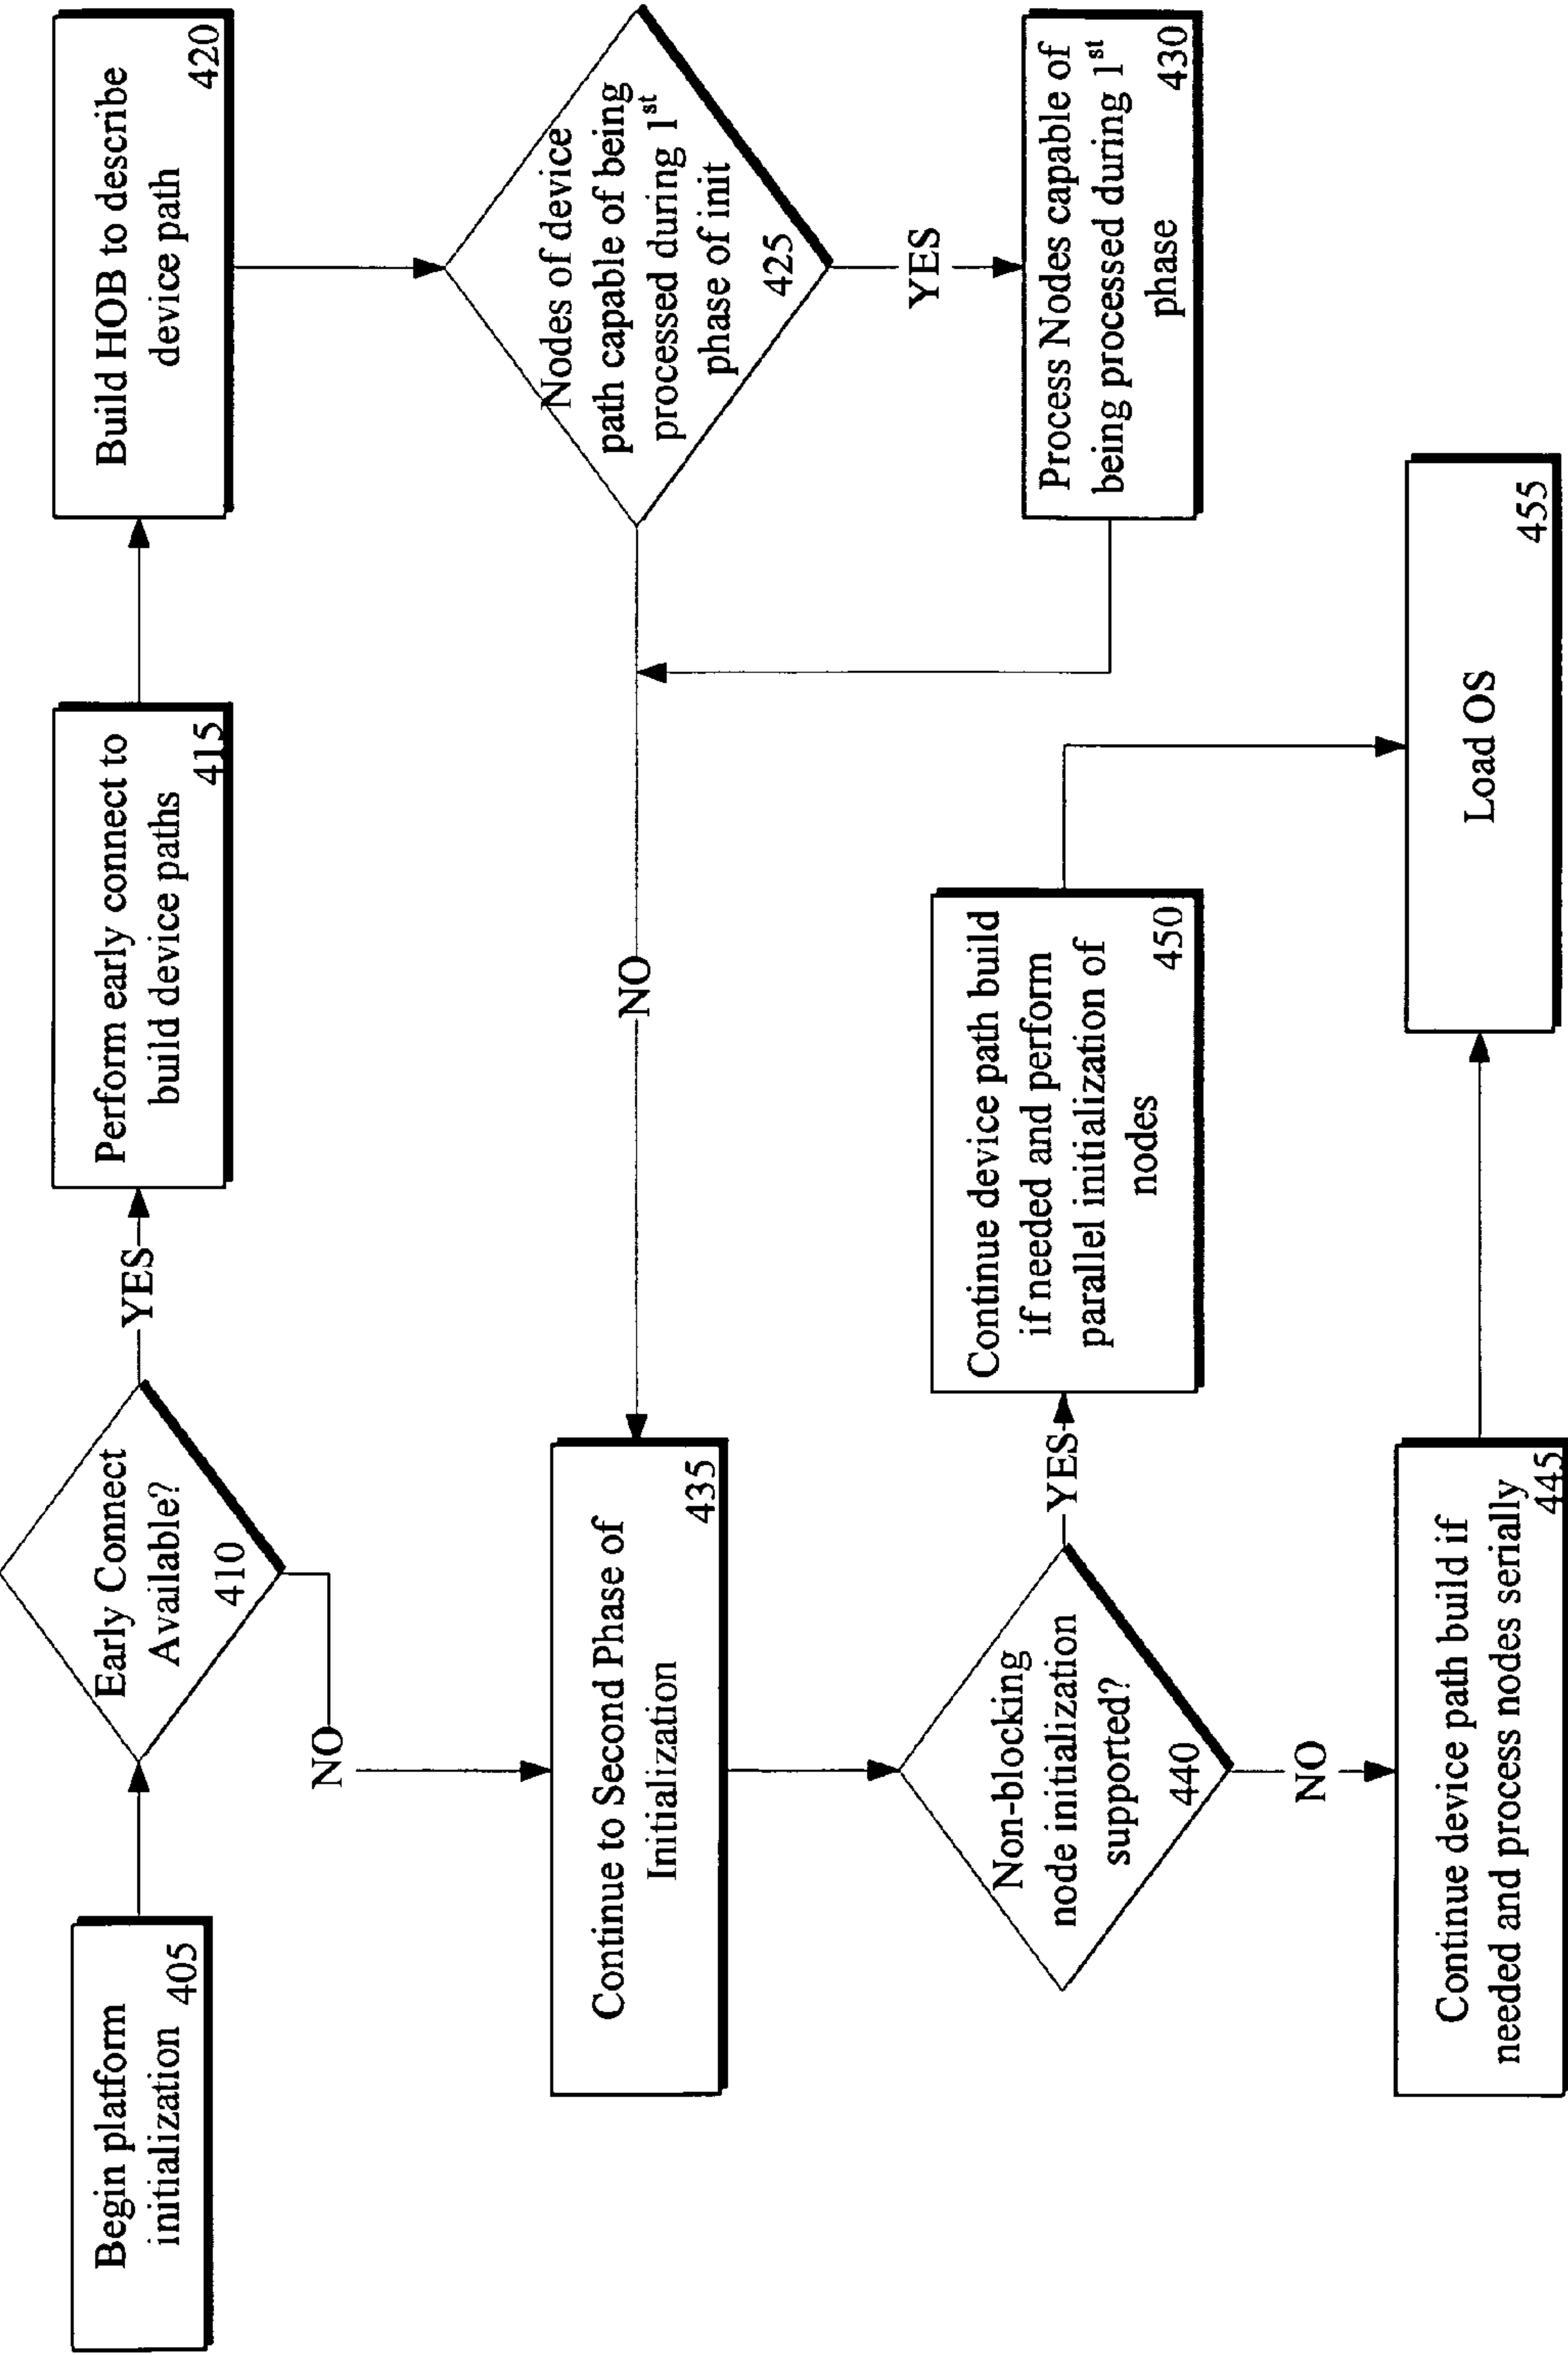 Begin platform
initialization
405
Early Connect
Available?
410
YES
NO
Perform early connect to
build device paths
415
Build HOB to describe
device path
420
Nodes of device
path capable of being
processed during 1st
phase of init
425
YES
NO
Process Nodes capable of
being processed during 1st
phase
430
Continue to Second Phase of
Initialization
435
Non-blocking
node initialization
supported?
440
YES
NO
Continue device path build
if needed and perform
parallel initialization of
nodes
450
Continue device path build if
needed and process nodes serially
445
Load OS
455